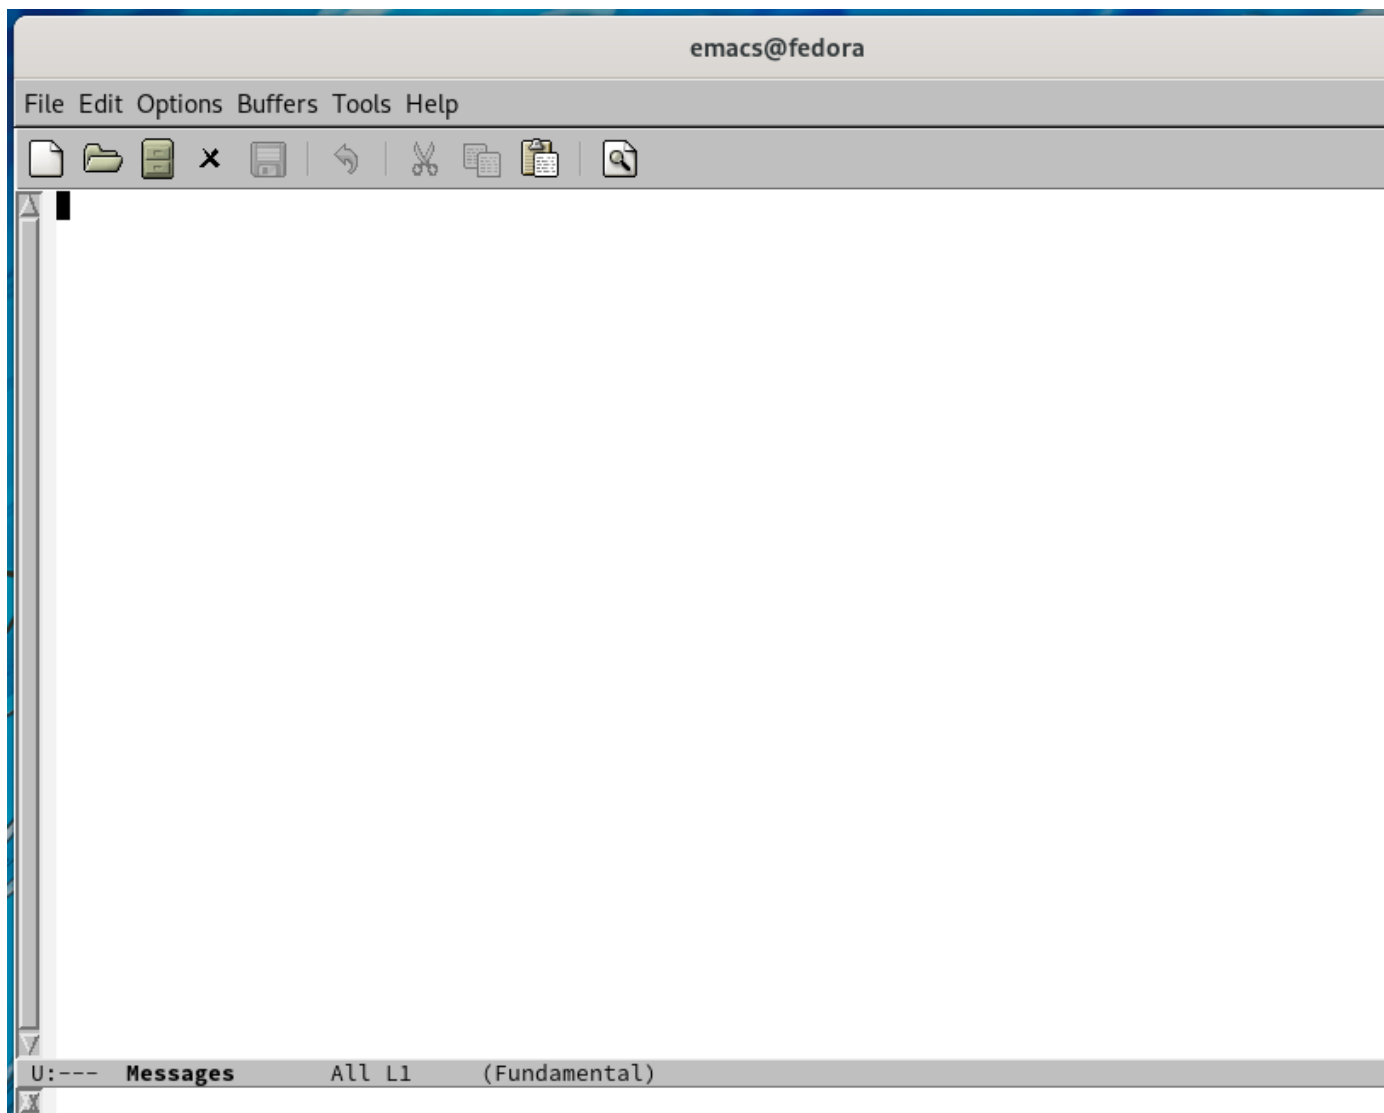 emacs@fedora
File Edit Options Buffers Tools Help
U:--- Messages All L1 (Fundamental)